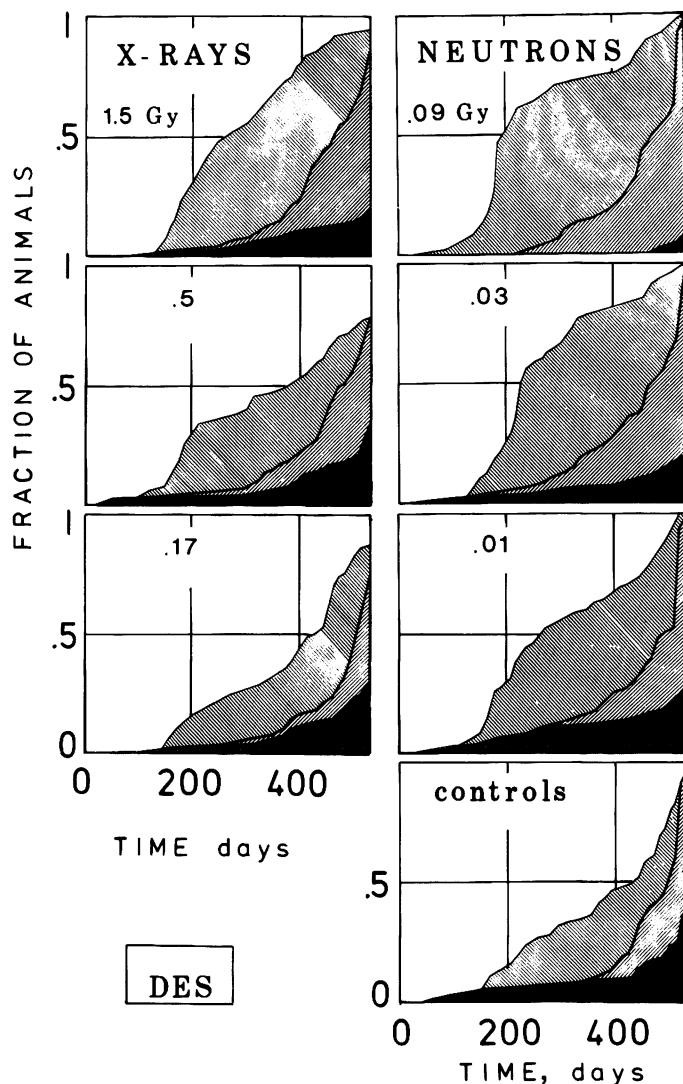 1
X-RAYS
1.5 Gy
.5
NEUTRONS
.09 Gy
1
.5
.5
.03
1
.17
.5
0
.01
0 200 400
TIME days
controls
.5
0
0 200 400
TIME, days
DES
FRACTION OF ANIMALS